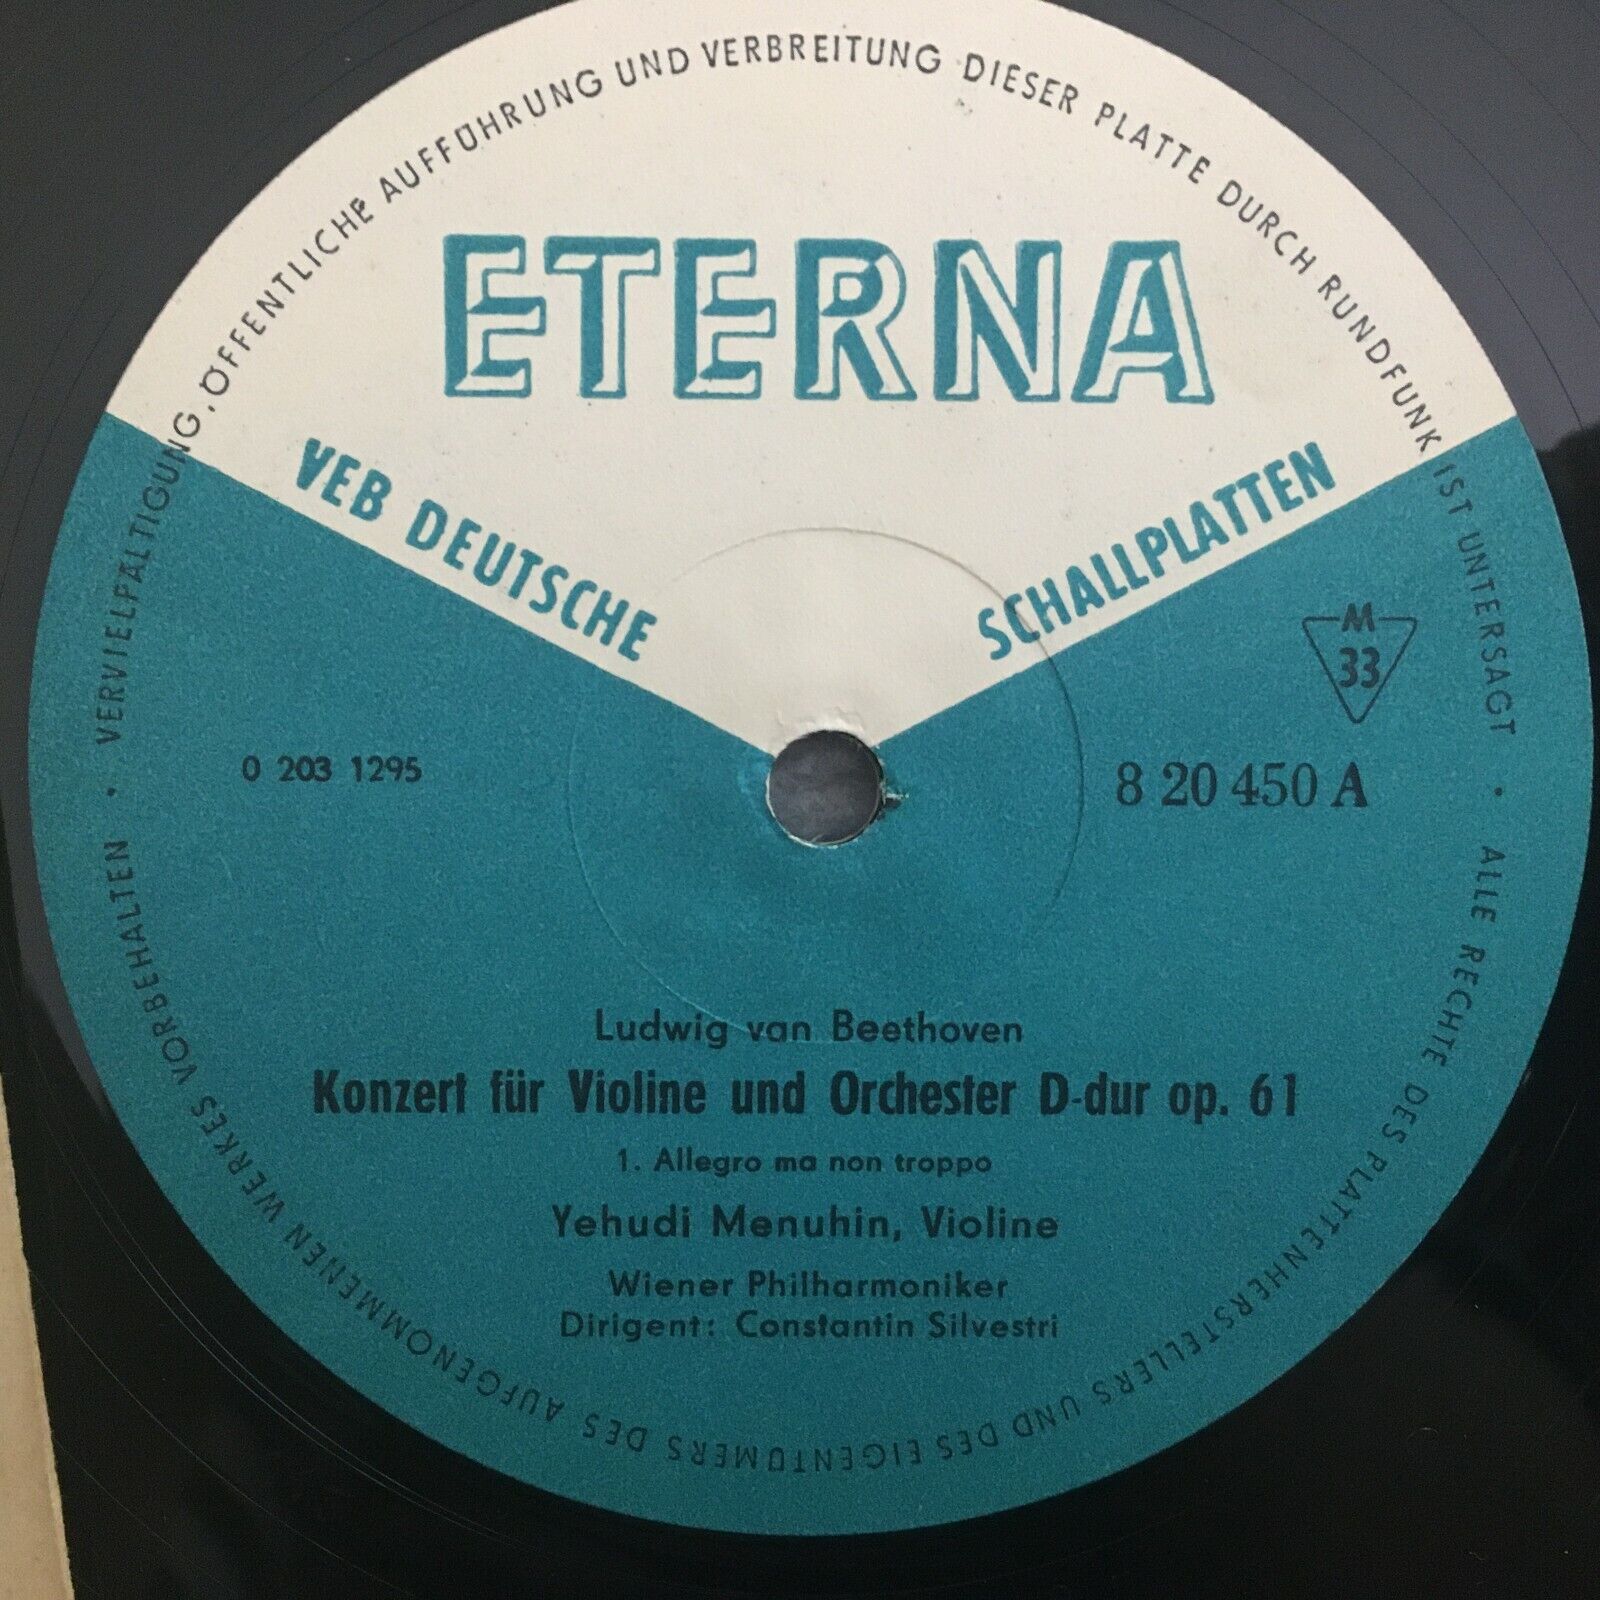 VERVIELFÄLTIGUNG, ÖFFENTLICHE AUFFÜHRUNG UND VERBREITUNG DIESER PLATTE DURCH RUNDFUNK IST UNTERSAGT · ALLE RECHTE DES PLATTENHERSTELLERS UND DES EIGENTÜMERS DES AUFGENOMMENEN WERKES VORBEHALTEN ·
ETERNA
VEB DEUTSCHE SCHALLPLATTEN
M
33
0 203 1295
8 20 450 A
Ludwig van Beethoven
Konzert für Violine und Orchester D-dur op. 61
1. Allegro ma non troppo
Yehudi Menuhin, Violine
Wiener Philharmoniker
Dirigent: Constantin Silvestri